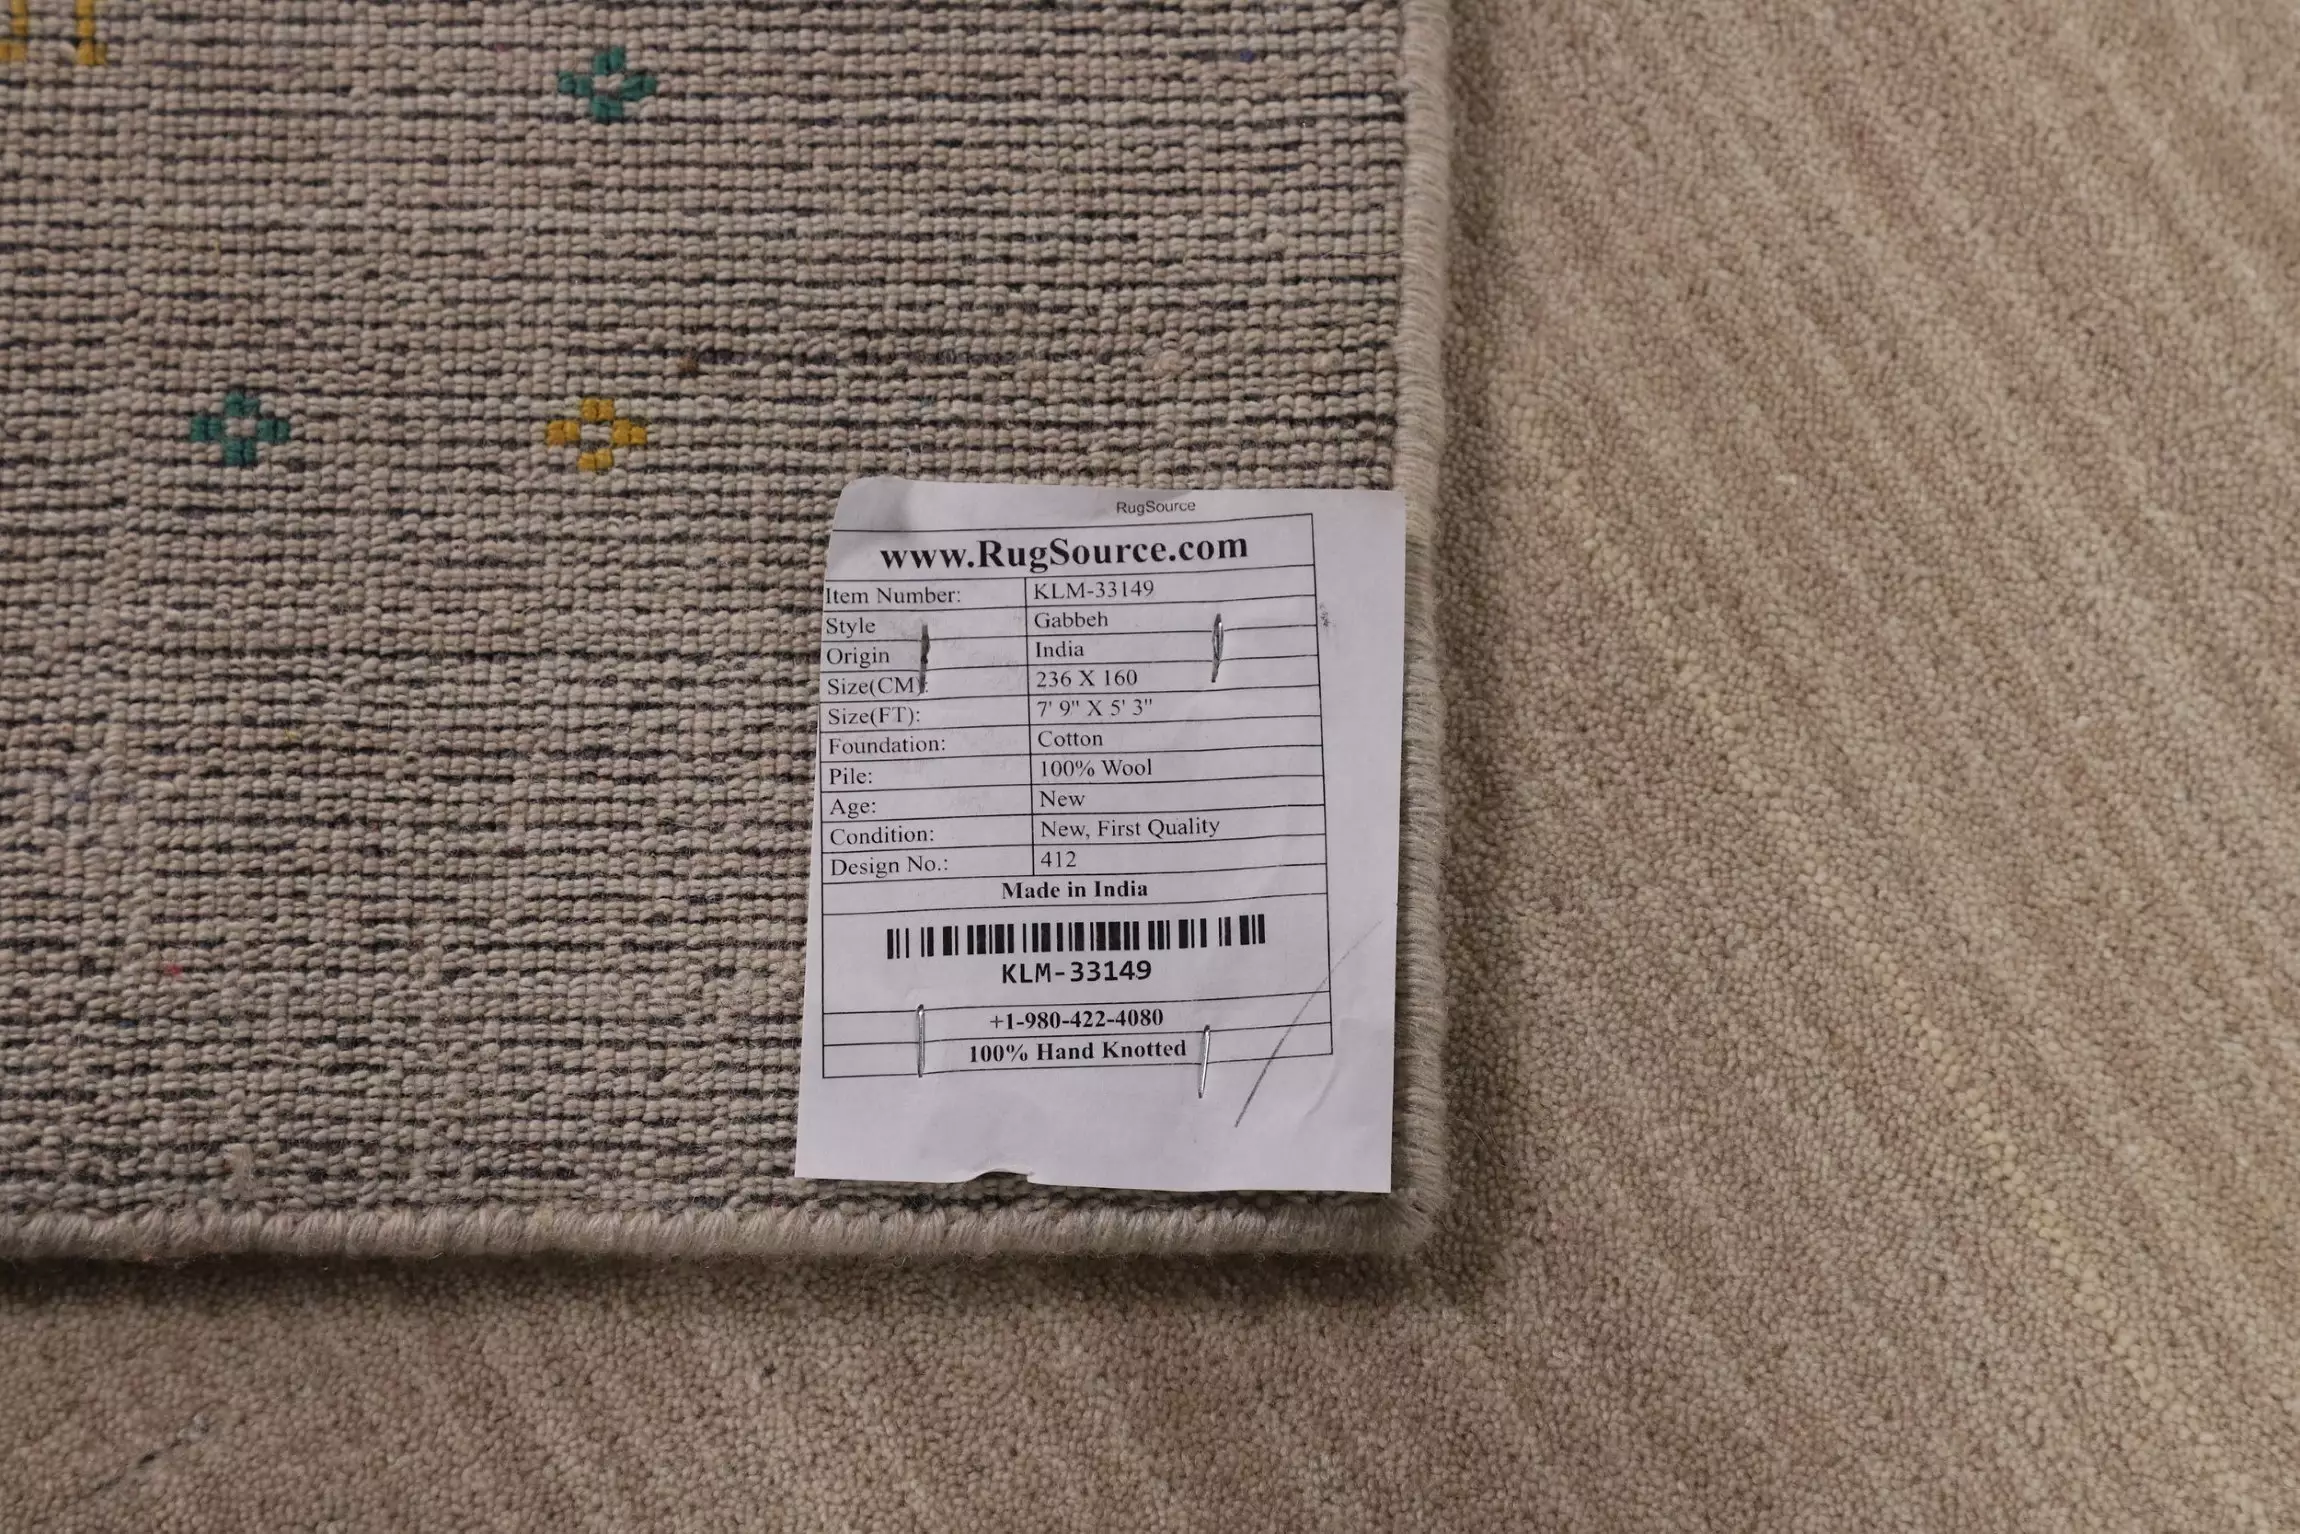 RugSource
www.RugSource.com
Item Number: KLM-33149
Style Gabbeh
Origin India
Size(CM): 236 X 160
Size(FT): 7' 9" X 5' 3"
Foundation: Cotton
Pile: 100% Wool
Age: New
Condition: New, First Quality
Design No.: 412
Made in India
KLM-33149
+1-980-422-4080
100% Hand Knotted